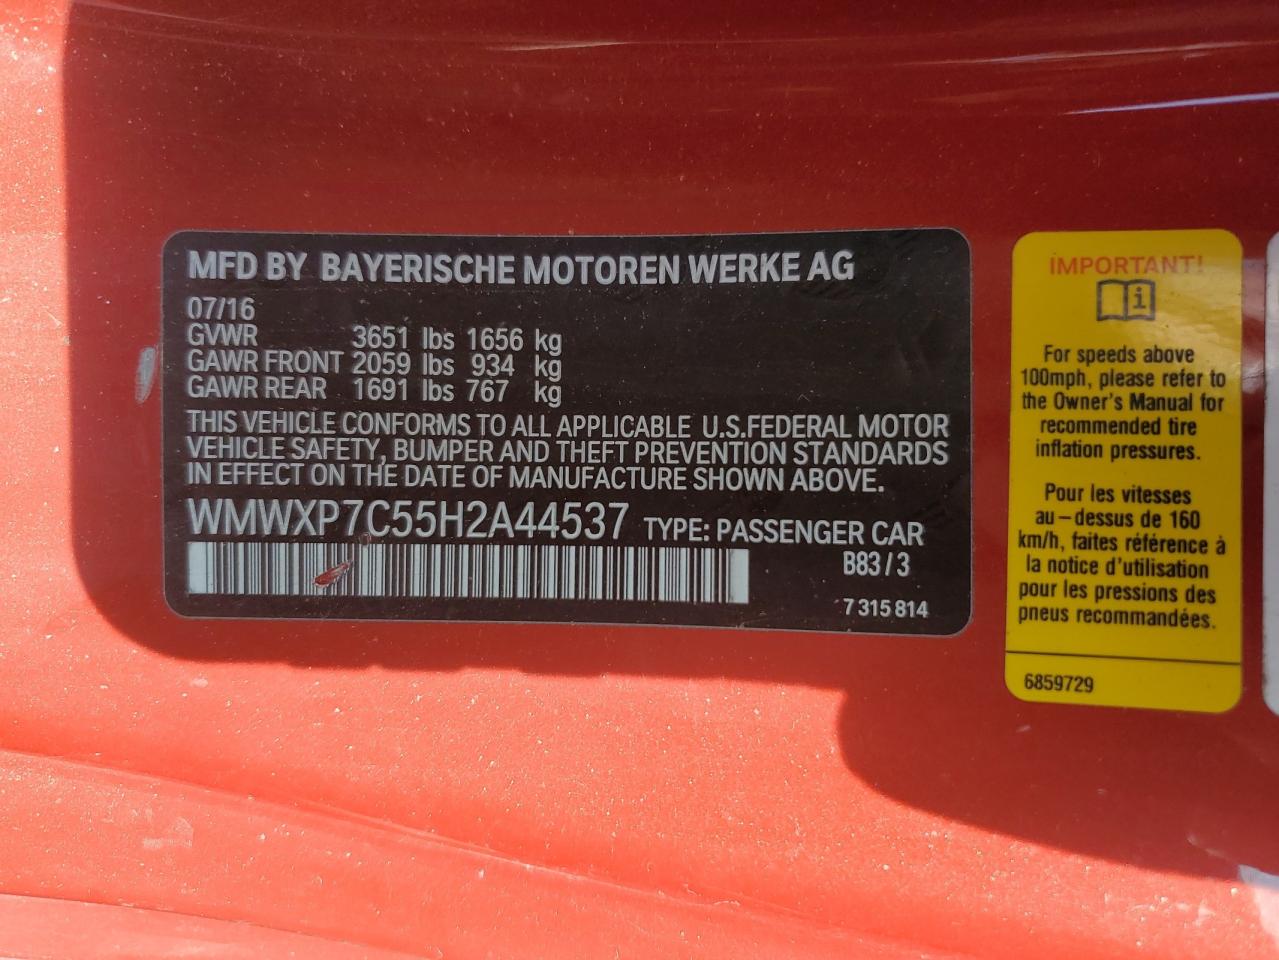 MFD BY BAYERISCHE MOTOREN WERKE AG
07/16
GVWR 3651 lbs 1656 kg
GAWR FRONT 2059 lbs 934 kg
GAWR REAR 1691 lbs 767 kg
THIS VEHICLE CONFORMS TO ALL APPLICABLE U.S.FEDERAL MOTOR
VEHICLE SAFETY, BUMPER AND THEFT PREVENTION STANDARDS
IN EFFECT ON THE DATE OF MANUFACTURE SHOWN ABOVE.
WMWXP7C55H2A44537 TYPE: PASSENGER CAR
B83 / 3
7 315 814
IMPORTANT!
For speeds above
100mph, please refer to
the Owner's Manual for
recommended tire
inflation pressures.
Pour les vitesses
au – dessus de 160
km/h, faites référence à
la notice d'utilisation
pour les pressions des
pneus recommandées.
6859729